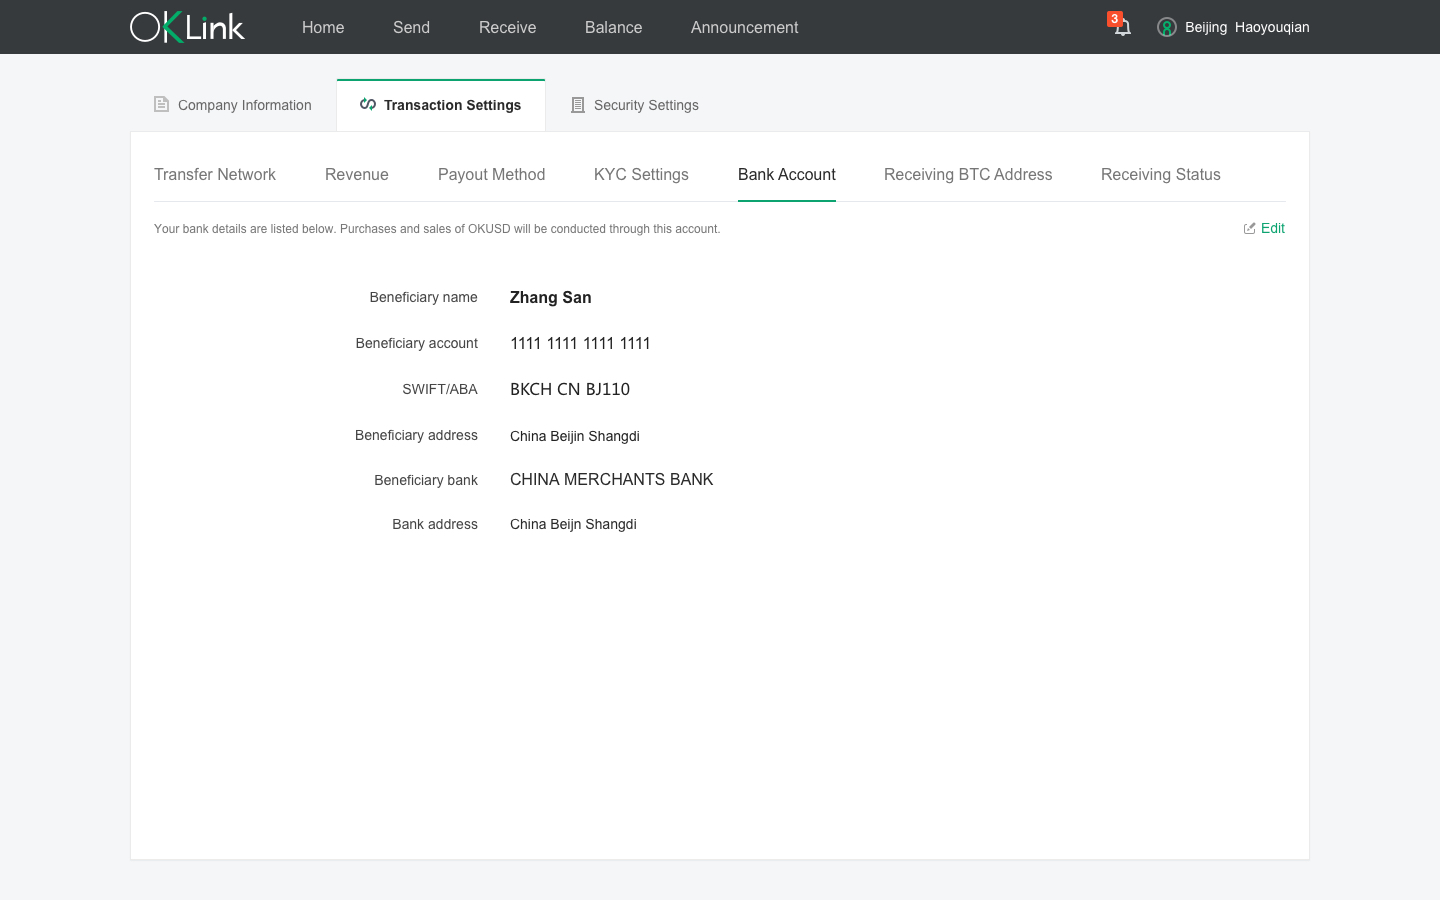 OKLink
Home
Send
Receive
Balance
Announcement
3
Beijing Haoyouqian
Company Information
Transaction Settings
Security Settings
Transfer Network
Revenue
Payout Method
KYC Settings
Bank Account
Receiving BTC Address
Receiving Status
Your bank details are listed below. Purchases and sales of OKUSD will be conducted through this account.
Edit
Beneficiary name Zhang San
Beneficiary account 1111 1111 1111 1111
SWIFT/ABA BKCH CN BJ110
Beneficiary address China Beijin Shangdi
Beneficiary bank CHINA MERCHANTS BANK
Bank address China Beijn Shangdi